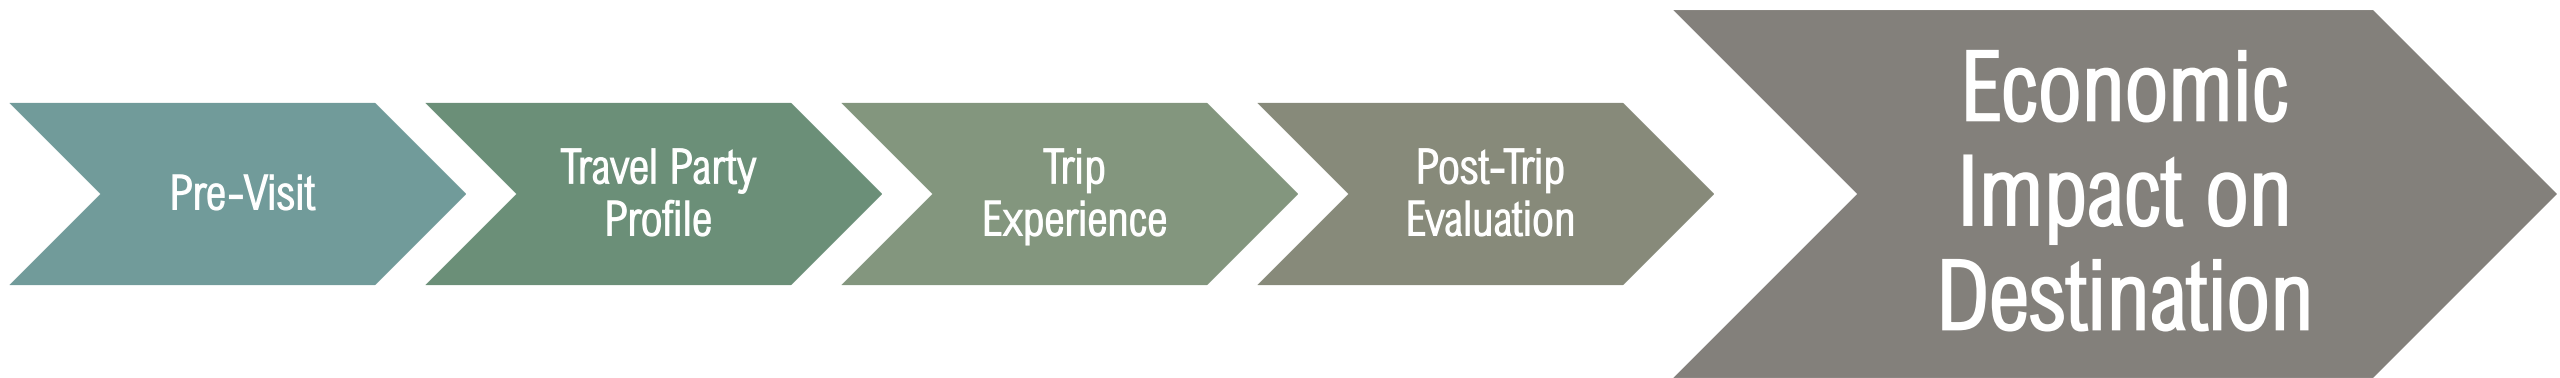 Pre-Visit
Travel Party
Profile
Trip
Experience
Post-Trip
Evaluation
Economic
Impact on
Destination